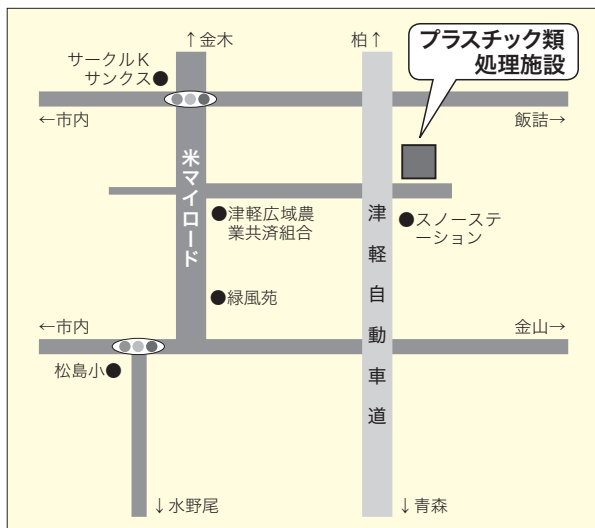 ↑金木
柏↑
プラスチック類
処理施設
サークルK
サンクス●
←市内
飯詰→
米マイロード
●津軽広域農
業共済組合
津軽自動車道
●スノーステ
ーション
●緑風苑
←市内
金山→
松島小●
↓水野尾
↓青森